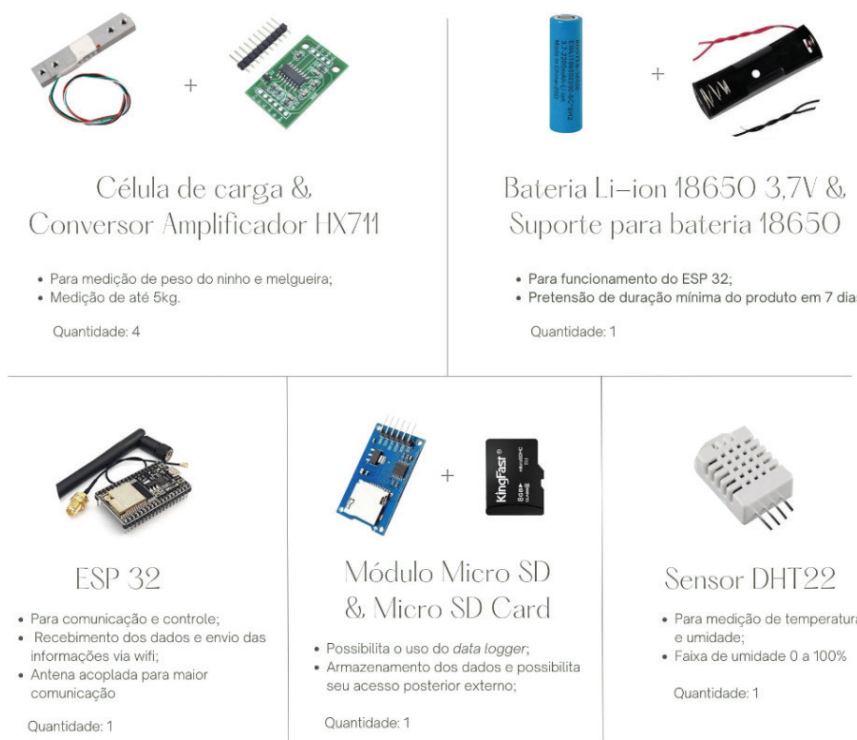 Célula de carga &
Conversor Amplificador HX711
• Para medição de peso do ninho e melgueira;
• Medição de até 5kg.
Quantidade: 4
Bateria Li-ion 18650 3,7V &
Suporte para bateria 18650
• Para funcionamento do ESP 32;
• Pretensão de duração mínima do produto em 7 dia
Quantidade: 1
ESP 32
• Para comunicação e controle;
• Recebimento dos dados e envio das
informações via wifi;
• Antena acoplada para maior
comunicação
Quantidade: 1
KingFast
8GB
Módulo Micro SD
& Micro SD Card
• Possibilita o uso do data logger;
• Armazenamento dos dados e possibilita
seu acesso posterior externo;
Quantidade: 1
Sensor DHT22
• Para medição de temperatura
e umidade;
• Faixa de umidade 0 a 100%
Quantidade: 1